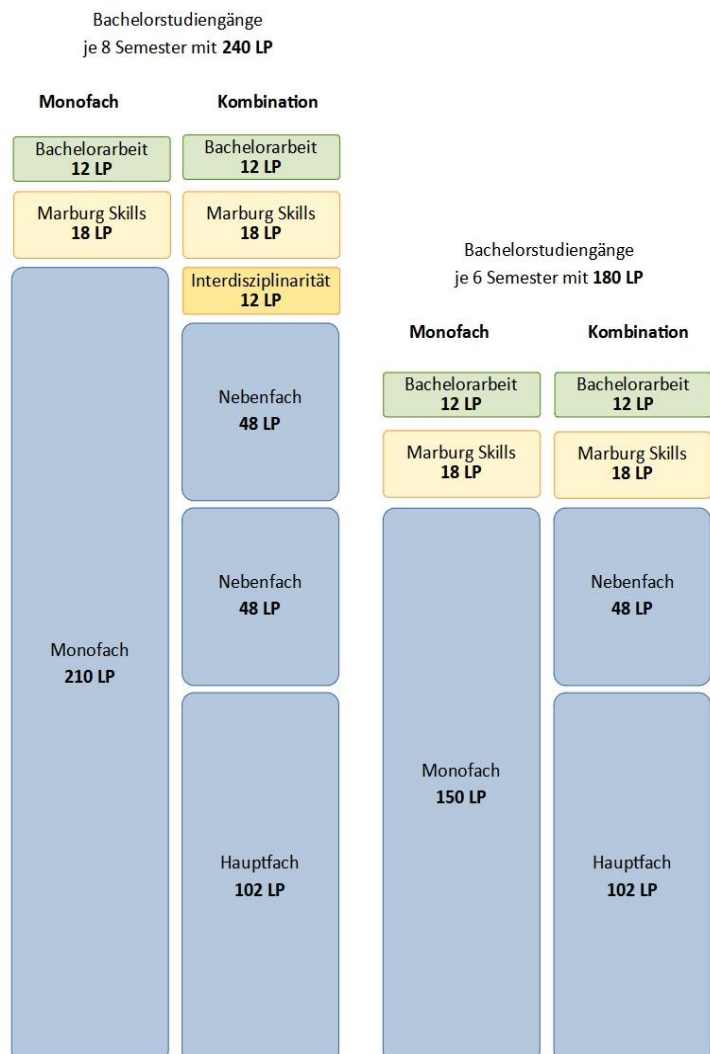 Bachelorstudiengänge
je 8 Semester mit 240 LP
Monofach
Kombination
Bachelorarbeit
12 LP
Marburg Skills
18 LP
Monofach
210 LP
Bachelorarbeit
12 LP
Marburg Skills
18 LP
Interdisziplinarität
12 LP
Nebenfach
48 LP
Nebenfach
48 LP
Hauptfach
102 LP
Bachelorstudiengänge
je 6 Semester mit 180 LP
Monofach
Kombination
Bachelorarbeit
12 LP
Marburg Skills
18 LP
Monofach
150 LP
Bachelorarbeit
12 LP
Marburg Skills
18 LP
Nebenfach
48 LP
Hauptfach
102 LP